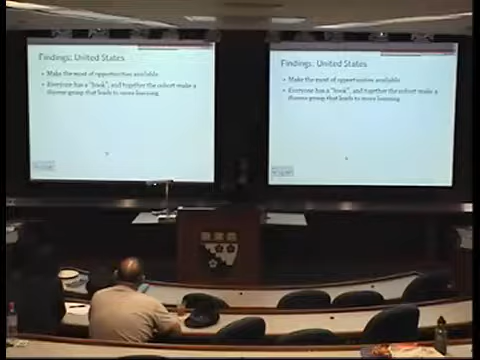 Findings: United States
• Make the most of opportunities available
• Everyone has a "hook", and together the cohort make a
diverse group that leads to more learning
Findings: United States
• Make the most of opportunities available
• Everyone has a "hook", and together the cohort make a
diverse group that leads to more learning